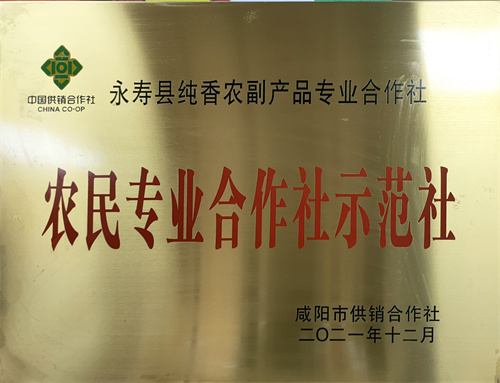 中国供销合作社
CHINA CO-OP
永寿县纯香农副产品专业合作社
农民专业合作社示范社
咸阳市供销合作社
二〇二一年十二月